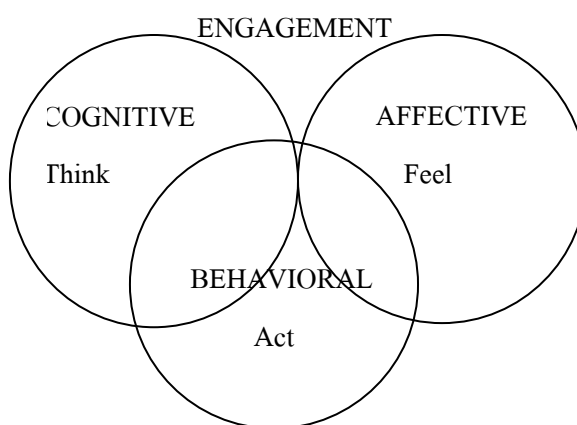 ENGAGEMENT
COGNITIVE
Think
AFFECTIVE
Feel
BEHAVIORAL
Act